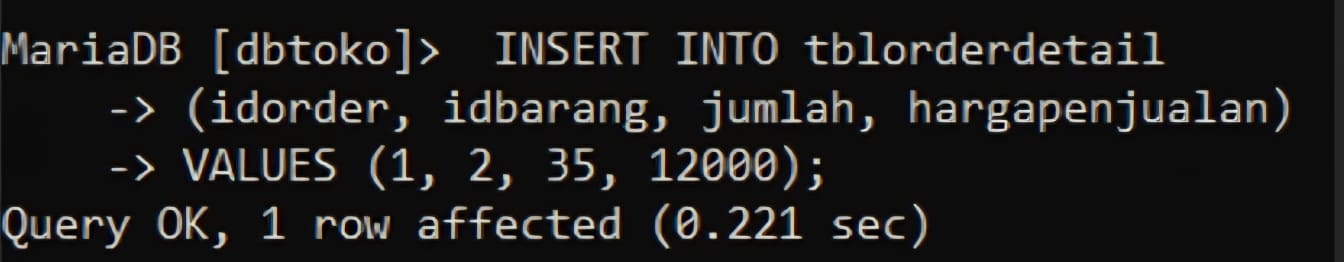 MariaDB [dbtoko]>  INSERT INTO tblorderdetail
    -> (idorder, idbarang, jumlah, hargapenjualan)
    -> VALUES (1, 2, 35, 12000);
Query OK, 1 row affected (0.221 sec)